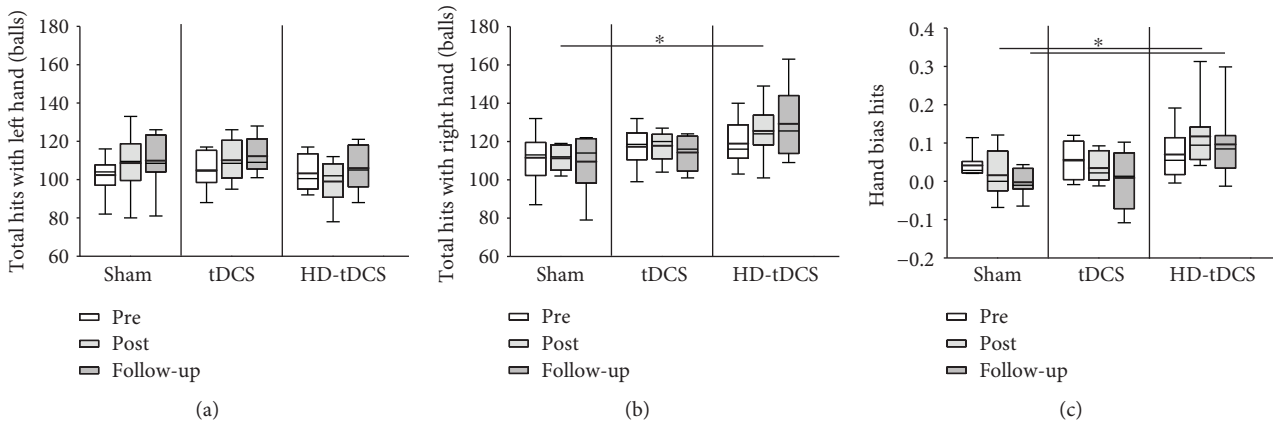 (a)
Total hits with left hand (balls)
180
160
140
120
100
80
60
Sham tDCS HD-tDCS
Pre
Post
Follow-up
(b)
Total hits with right hand (balls)
180
160
140
120
100
80
60
*
Sham tDCS HD-tDCS
Pre
Post
Follow-up
(c)
Hand bias hits
0.4
0.3
0.2
0.1
0.0
−0.1
−0.2
*
Sham tDCS HD-tDCS
Pre
Post
Follow-up